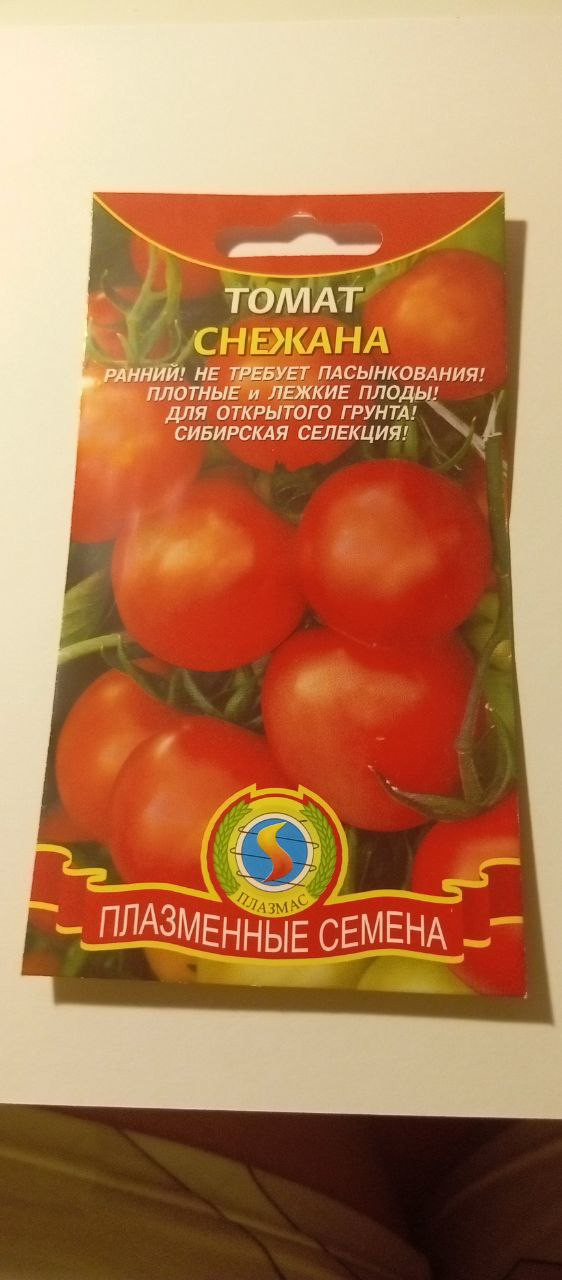 ТОМАТ
СНЕЖАНА
РАННИЙ! НЕ ТРЕБУЕТ ПАСЫНКОВАНИЯ!
ПЛОТНЫЕ и ЛЕЖКИЕ ПЛОДЫ!
ДЛЯ ОТКРЫТОГО ГРУНТА!
СИБИРСКАЯ СЕЛЕКЦИЯ!
ПЛАЗМАС
ПЛАЗМЕННЫЕ СЕМЕНА